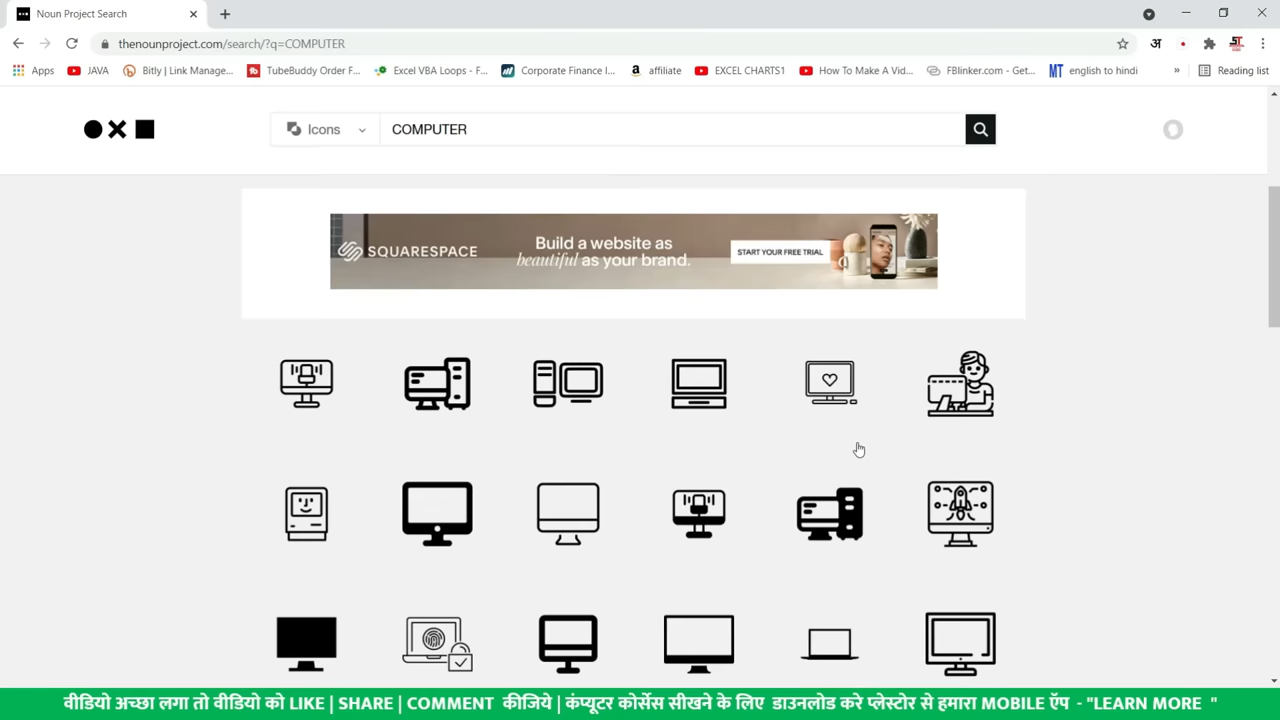 Noun Project Search
thenounproject.com/search/?q=COMPUTER
अ
Apps
JAVA
Bitly | Link Manage...
TubeBuddy Order F...
Excel VBA Loops - F...
Corporate Finance I...
a affiliate
EXCEL CHARTS1
How To Make A Vid...
FBlinker.com - Get...
MT english to hindi
»
Reading list
Icons
COMPUTER
SQUARESPACE
Build a website as
beautiful as your brand.
START YOUR FREE TRIAL
वीडियो अच्छा लगा तो वीडियो को LIKE | SHARE | COMMENT कीजिये | कंप्यूटर कोर्सेस सीखने के लिए डाउनलोड करे प्लेस्टोर से हमारा MOBILE ऍप - "LEARN MORE "